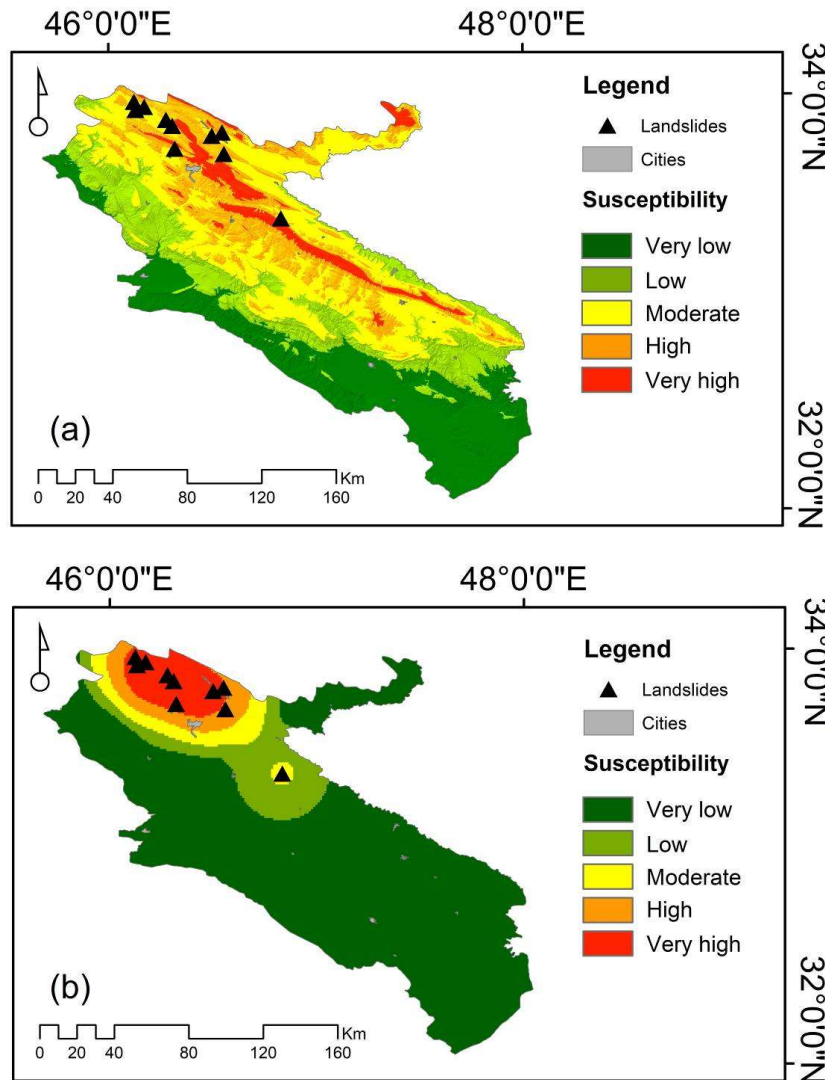 46°0'0"E 48°0'0"E
34°0'0"N
Legend
Landslides
Cities
Susceptibility
Very low
Low
Moderate
High
Very high
(a)
Km
0 20 40 80 120 160
32°0'0"N
46°0'0"E 48°0'0"E
34°0'0"N
Legend
Landslides
Cities
Susceptibility
Very low
Low
Moderate
High
Very high
(b)
Km
0 20 40 80 120 160
32°0'0"N